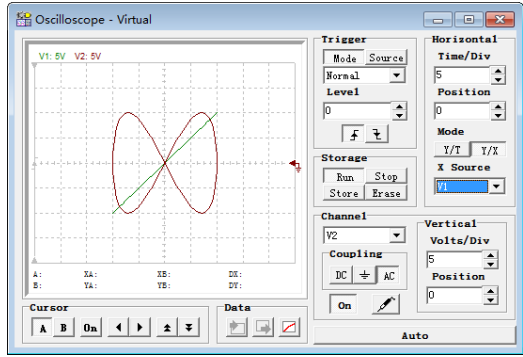 Oscilloscope - Virtual
V1: 5V V2: 5V
A: XA: XB: DX:
B: YA: YB: DY:
Cursor
A B On
Data
Trigger
Mode Source
Normal
Level
0
Storage
Run Stop
Store Erase
Channel
V2
Coupling
DC AC
On
Horizontal
Time/Div
5
Position
0
Mode
Y/T Y/X
X Source
V1
Vertical
Volts/Div
5
Position
0
Auto